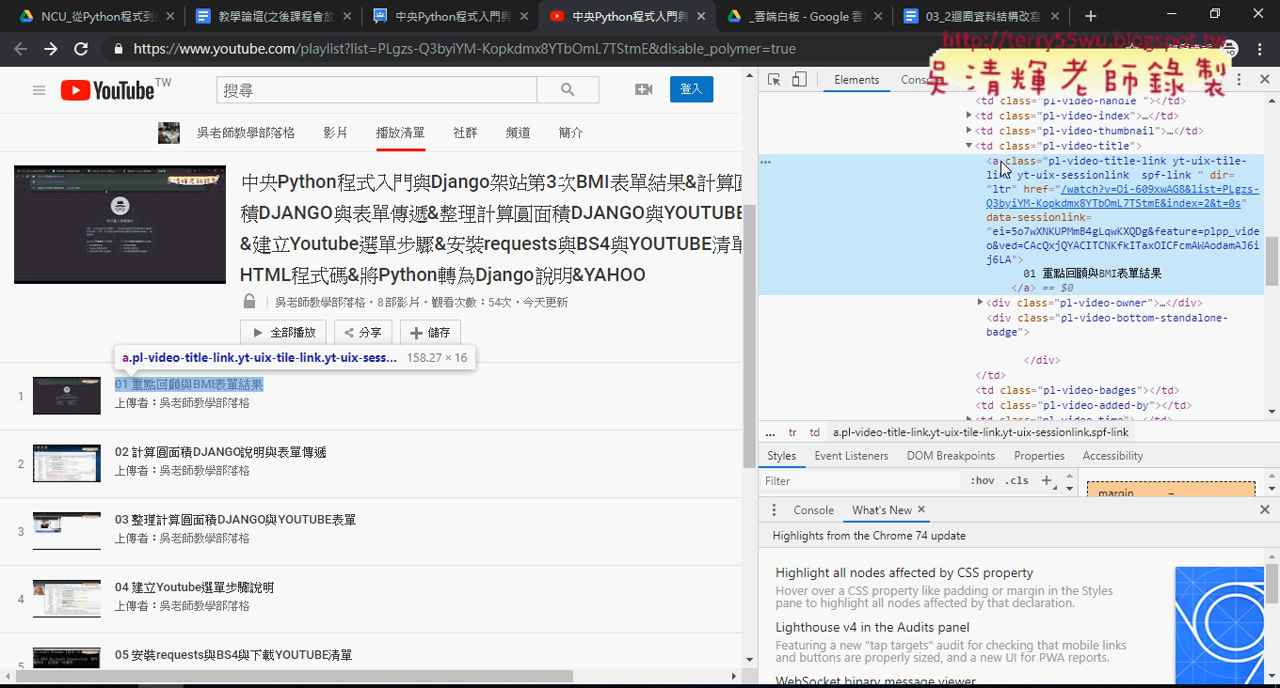 NCU_從Python程式到
教學論壇(之後課程會放
中央Python程式入門與
中央Python程式入門與
_雲端白板 - Google 雲
03_2迴圈資料結構改寫
https://www.youtube.com/playlist?list=PLgzs-Q3byiYM-Kopkdmx8YTbOmL7TStmE&disable_polymer=true
http://terry55wu.blogspot.tw
吳清輝老師錄製
YouTube TW
搜尋
登入
吳老師教學部落格 影片 播放清單 社群 頻道 簡介
中央Python程式入門與Django架站第3次BMI表單結果&計算圓面
積DJANGO與表單傳遞&整理計算圓面積DJANGO與YOUTUBE
&建立Youtube選單步驟&安裝requests與BS4與YOUTUBE清單
HTML程式碼&將Python轉為Django說明&YAHOO
吳老師教學部落格・8 部影片・觀看次數：54次・今天更新
全部播放 分享 儲存
a.pl-video-title-link.yt-uix-tile-link.yt-uix-sess... 158.27 × 16
1
01 重點回顧與BMI表單結果
上傳者：吳老師教學部落格
2
02 計算圓面積DJANGO說明與表單傳遞
上傳者：吳老師教學部落格
3
03 整理計算圓面積DJANGO與YOUTUBE表單
上傳者：吳老師教學部落格
4
04 建立Youtube選單步驟說明
上傳者：吳老師教學部落格
5
05 安裝requests與BS4與下載YOUTUBE清單
Elements Conso
<td class="pl-video-handle "></td>
<td class="pl-video-index">…</td>
<td class="pl-video-thumbnail">…</td>
<td class="pl-video-title">
<a class="pl-video-title-link yt-uix-tile-
link yt-uix-sessionlink spf-link " dir=
"ltr" href="/watch?v=Oi-609xwAG8&list=PLgzs-
Q3byiYM-Kopkdmx8YTbOmL7TStmE&index=2&t=0s"
data-sessionlink=
"ei=5o7wXNKUPMmB4gLqwKXQDg&feature=plpp_vide
o&ved=CAcQxjQYACITCNKfkITaxOICFcmAWAodamAJ6i
j6LA">
01 重點回顧與BMI表單結果
</a> == $0
<div class="pl-video-owner">…</div>
<div class="pl-video-bottom-standalone-
badge">
</div>
</td>
<td class="pl-video-badges"></td>
<td class="pl-video-added-by"></td>
... tr td a.pl-video-title-link.yt-uix-tile-link.yt-uix-sessionlink.spf-link
Styles Event Listeners DOM Breakpoints Properties Accessibility
Filter :hov .cls +
margin –
Console What's New
Highlights from the Chrome 74 update
Highlight all nodes affected by CSS property
Hover over a CSS property like padding or margin in the Styles
pane to highlight all nodes affected by that declaration.
Lighthouse v4 in the Audits panel
Featuring a new "tap targets" audit for checking that mobile links
and buttons are properly sized, and a new UI for PWA reports.
WebSocket binary message viewer